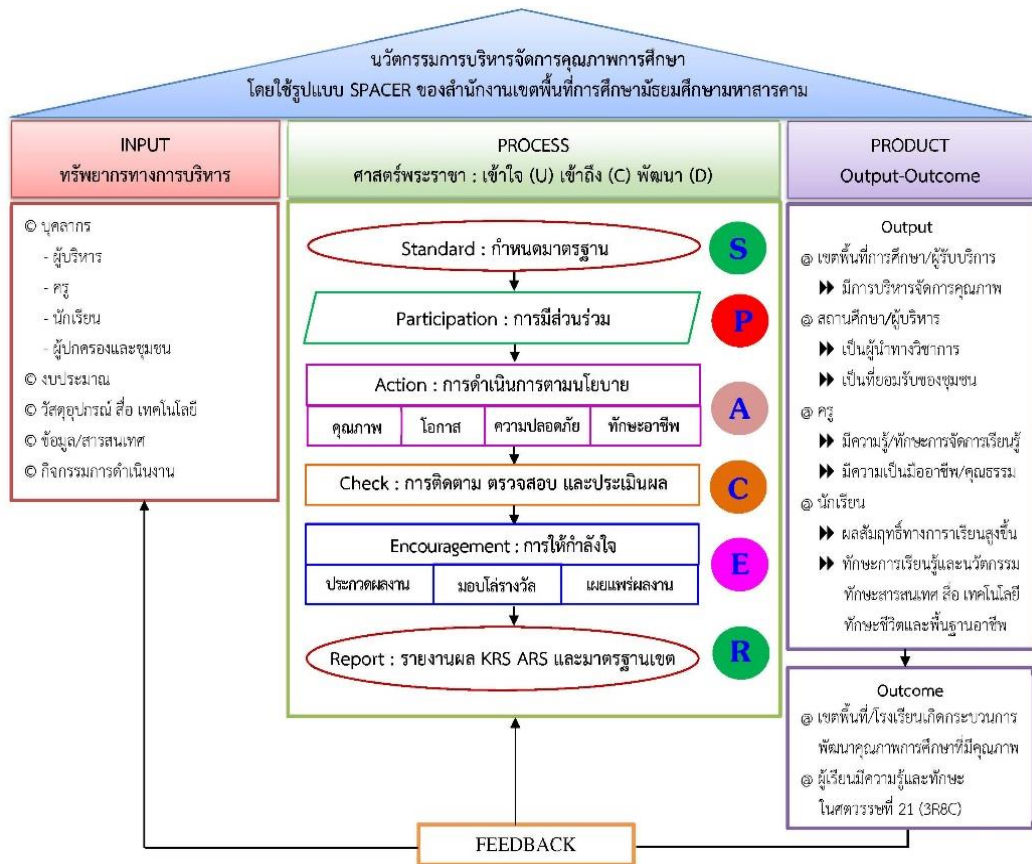 นวัตกรรมการบริหารจัดการคุณภาพการศึกษา
โดยใช้รูปแบบ SPACER ของสำนักงานเขตพื้นที่การศึกษามัธยมศึกษามหาสารคาม
INPUT
ทรัพยากรทางการบริหาร
© บุคลากร
- ผู้บริหาร
- ครู
- นักเรียน
- ผู้ปกครองและชุมชน
© งบประมาณ
© วัสดุอุปกรณ์ สื่อ เทคโนโลยี
© ข้อมูล/สารสนเทศ
© กิจกรรมการดำเนินงาน
PROCESS
ศาสตร์พระราชา : เข้าใจ (U) เข้าถึง (C) พัฒนา (D)
Standard : กำหนดมาตรฐาน
S
Participation : การมีส่วนร่วม
P
Action : การดำเนินการตามนโยบาย
คุณภาพ โอกาส ความปลอดภัย ทักษะอาชีพ
A
Check : การติดตาม ตรวจสอบ และประเมินผล
C
Encouragement : การให้กำลังใจ
ประกวดผลงาน มอบโล่รางวัล เผยแพร่ผลงาน
E
Report : รายงานผล KRS ARS และมาตรฐานเขต
R
PRODUCT
Output-Outcome
Output
@ เขตพื้นที่การศึกษา/ผู้รับบริการ
มีการบริหารจัดการคุณภาพ
@ สถานศึกษา/ผู้บริหาร
เป็นผู้นำทางวิชาการ
เป็นที่ยอมรับของชุมชน
@ ครู
มีความรู้/ทักษะการจัดการเรียนรู้
มีความเป็นมืออาชีพ/คุณธรรม
@ นักเรียน
ผลสัมฤทธิ์ทางการาเรียนสูงขึ้น
ทักษะการเรียนรู้และนวัตกรรม
ทักษะสารสนเทศ สื่อ เทคโนโลยี
ทักษะชีวิตและพื้นฐานอาชีพ
Outcome
@ เขตพื้นที่/โรงเรียนเกิดกระบวนการ
พัฒนาคุณภาพการศึกษาที่มีคุณภาพ
@ ผู้เรียนมีความรู้และทักษะ
ในศตวรรษที่ 21 (3R8C)
FEEDBACK